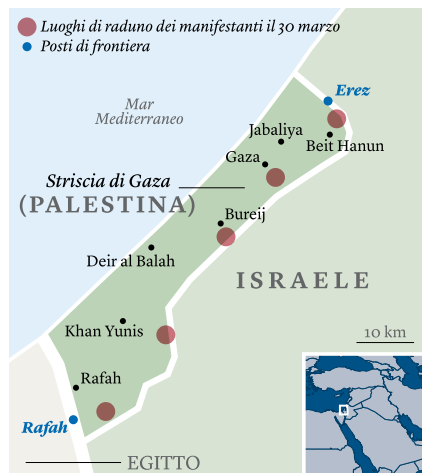 Luoghi di raduno dei manifestanti il 30 marzo
Posti di frontiera
Erez
Mar
Mediterraneo
Jabaliya
Beit Hanun
Gaza
Striscia di Gaza
(PALESTINA)
Bureij
Deir al Balah
ISRAELE
Khan Yunis
10 km
Rafah
Rafah
EGITTO